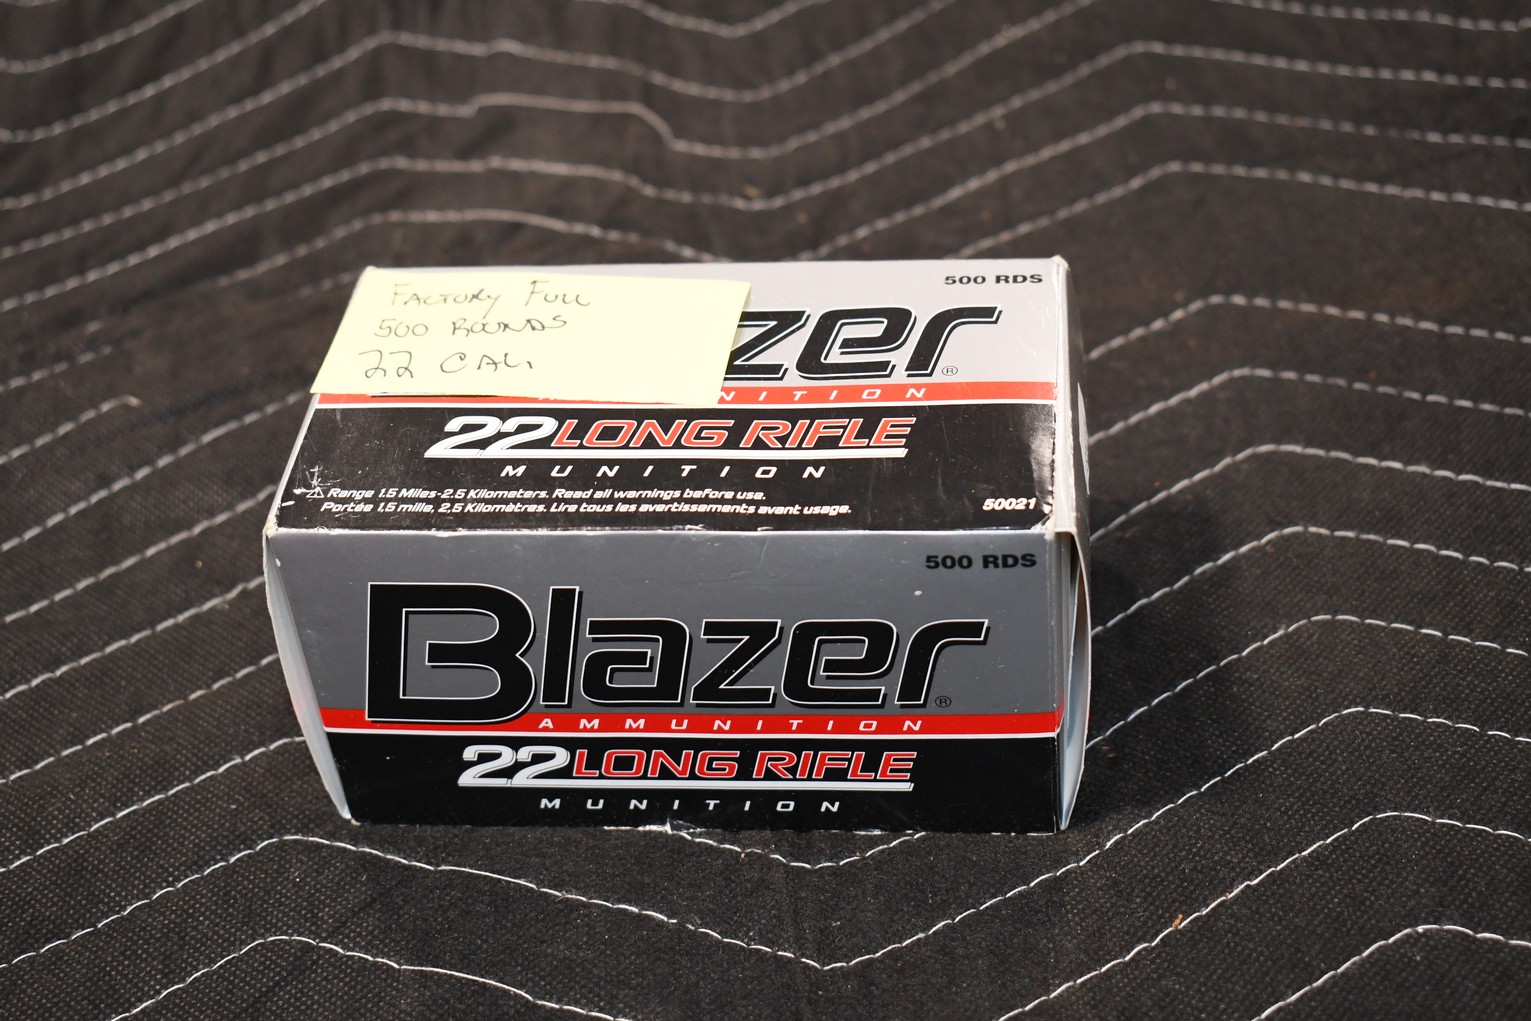 FACTORY FULL
500 ROUNDS
22 CAL.
500 RDS
zer®
NITION
22 LONG RIFLE
MUNITION
⚠ Range 1.5 Miles-2.5 Kilometers. Read all warnings before use.
Portée 1,5 mille, 2,5 Kilomètres. Lire tous les avertissements avant usage.
50021
500 RDS
Blazer®
AMMUNITION
22 LONG RIFLE
MUNITION